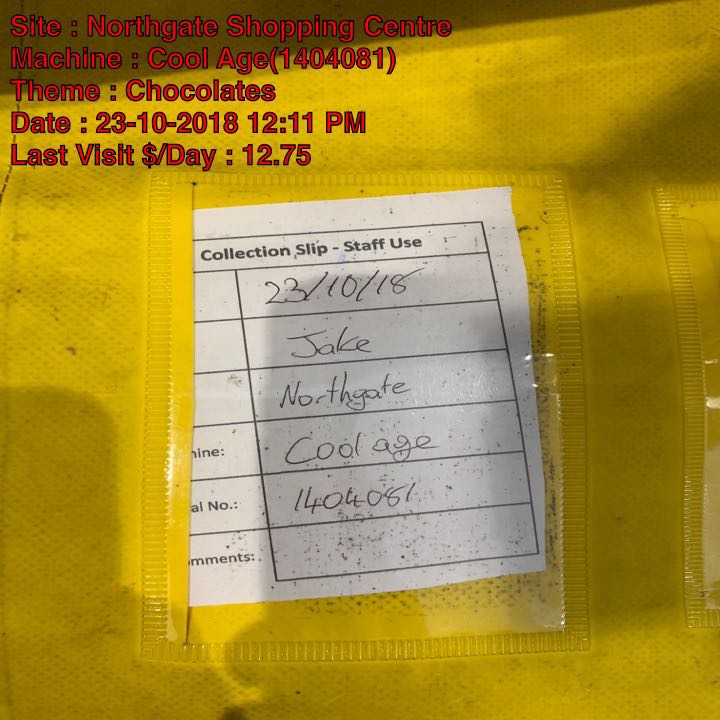 Site : Northgate Shopping Centre
Machine : Cool Age(1404081)
Theme : Chocolates
Date : 23-10-2018 12:11 PM
Last Visit $/Day : 12.75
Collection Slip - Staff Use
23/10/18
Jake
Northgate
hine: Cool age
al No.: 1404081
omments: